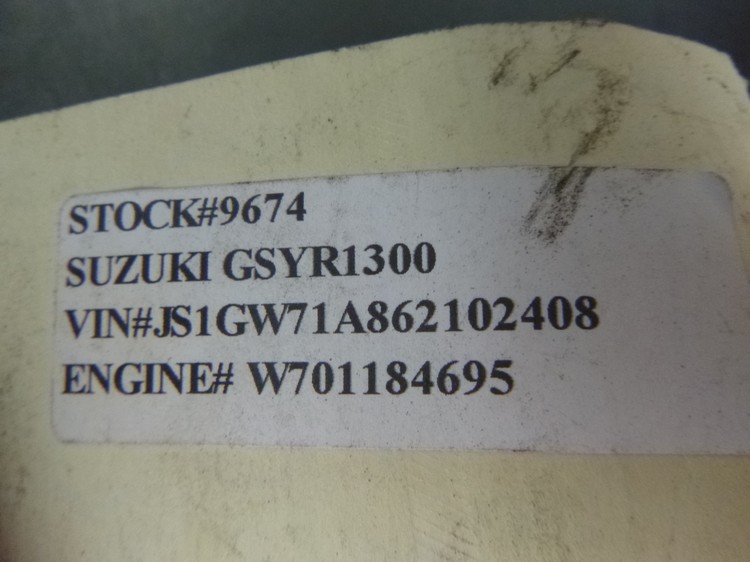 STOCK#9674
SUZUKI GSYR1300
VIN#JS1GW71A862102408
ENGINE# W701184695